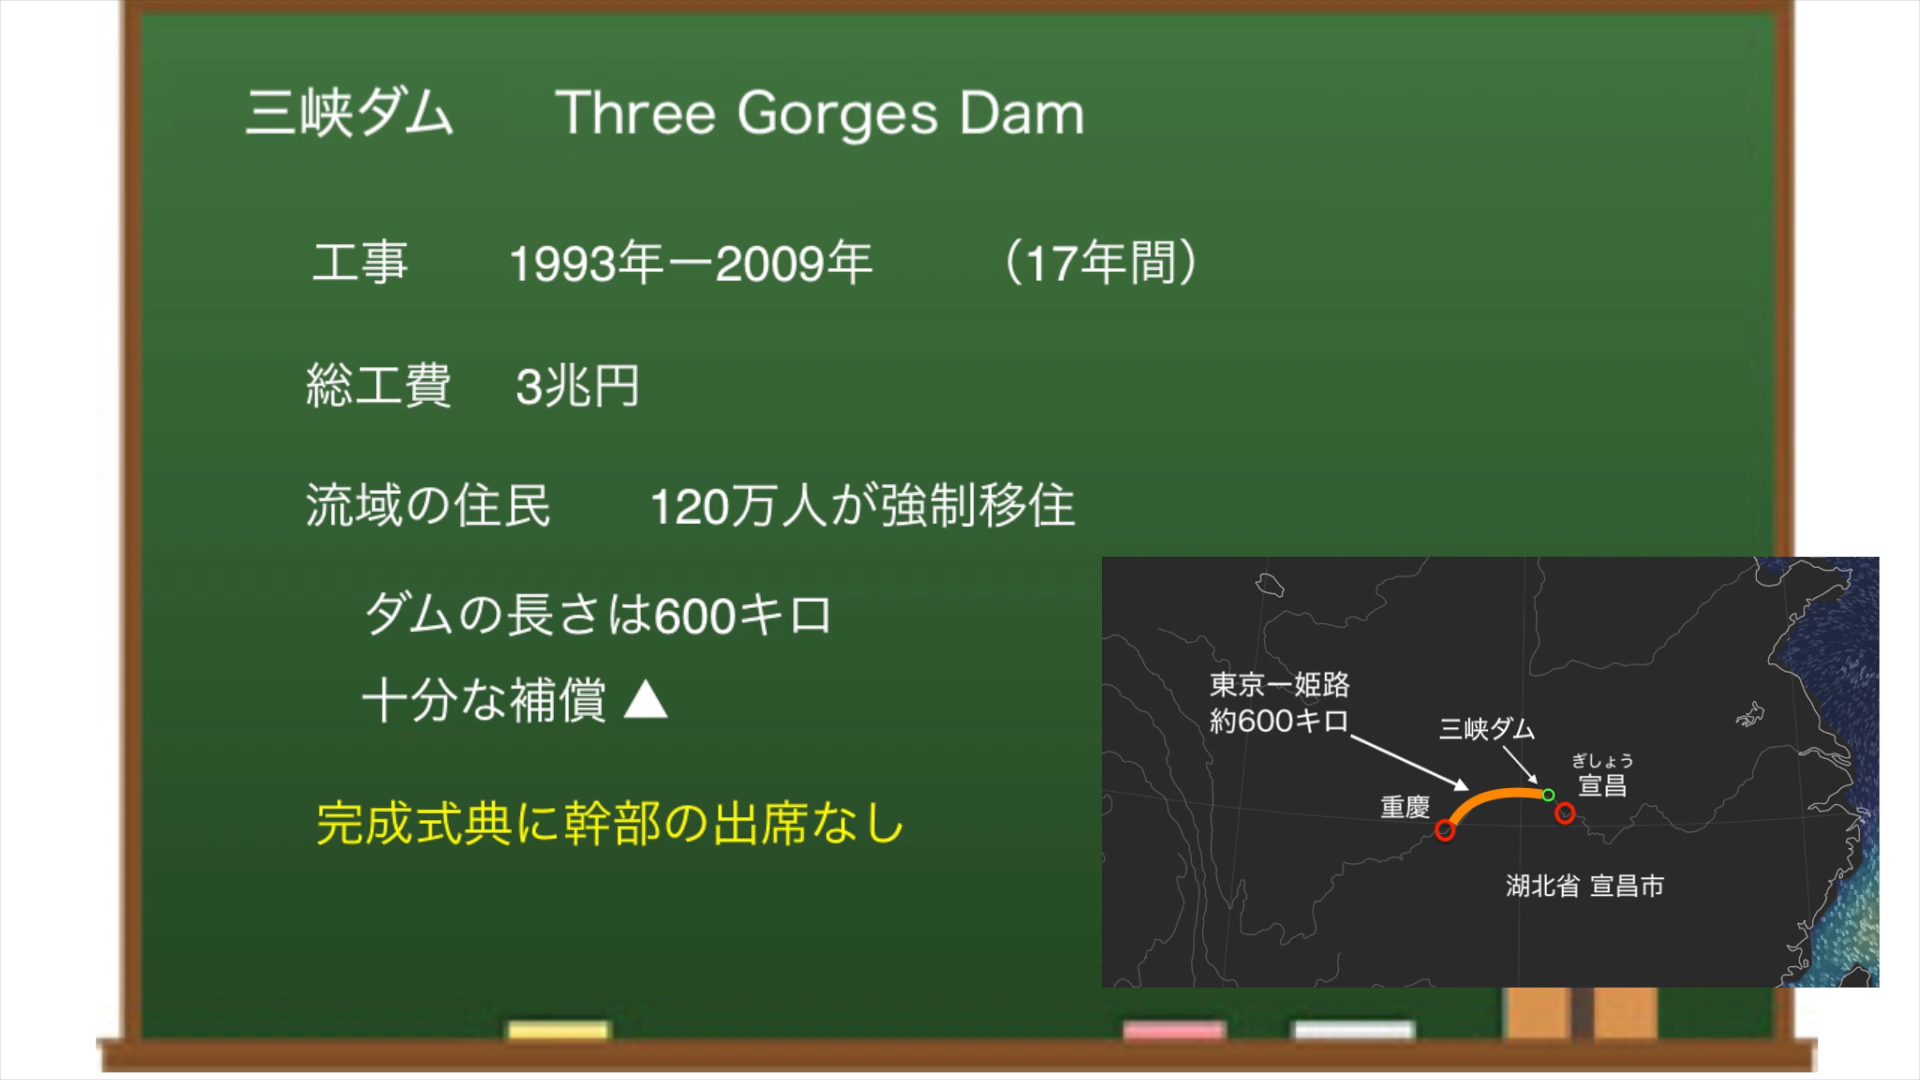 三峡ダム Three Gorges Dam
工事 1993年ー2009年 （17年間）
総工費 3兆円
流域の住民 120万人が強制移住
ダムの長さは600キロ
十分な補償 ▲
完成式典に幹部の出席なし
東京ー姫路
約600キロ
三峡ダム
ぎしょう
宣昌
重慶
湖北省 宣昌市